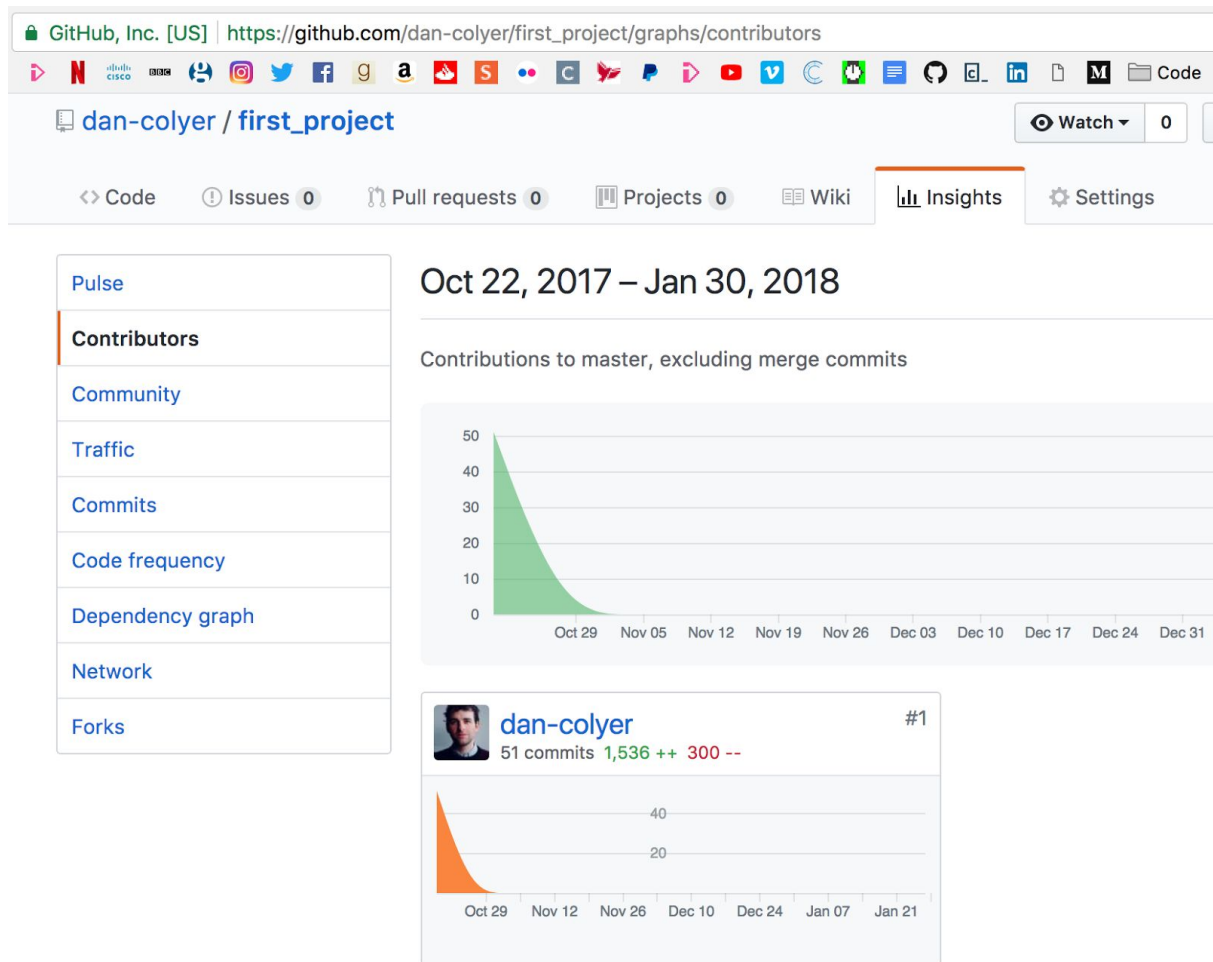 GitHub, Inc. [US] https://github.com/dan-colyer/first_project/graphs/contributors
N cisco BBC g a S C C C_ in M Code
dan-colyer / first_project Watch 0
Code Issues 0 Pull requests 0 Projects 0 Wiki Insights Settings
Pulse
Contributors
Community
Traffic
Commits
Code frequency
Dependency graph
Network
Forks
Oct 22, 2017 – Jan 30, 2018
Contributions to master, excluding merge commits
50
40
30
20
10
0
Oct 29 Nov 05 Nov 12 Nov 19 Nov 26 Dec 03 Dec 10 Dec 17 Dec 24 Dec 31
dan-colyer #1
51 commits 1,536 ++ 300 --
40
20
Oct 29 Nov 12 Nov 26 Dec 10 Dec 24 Jan 07 Jan 21